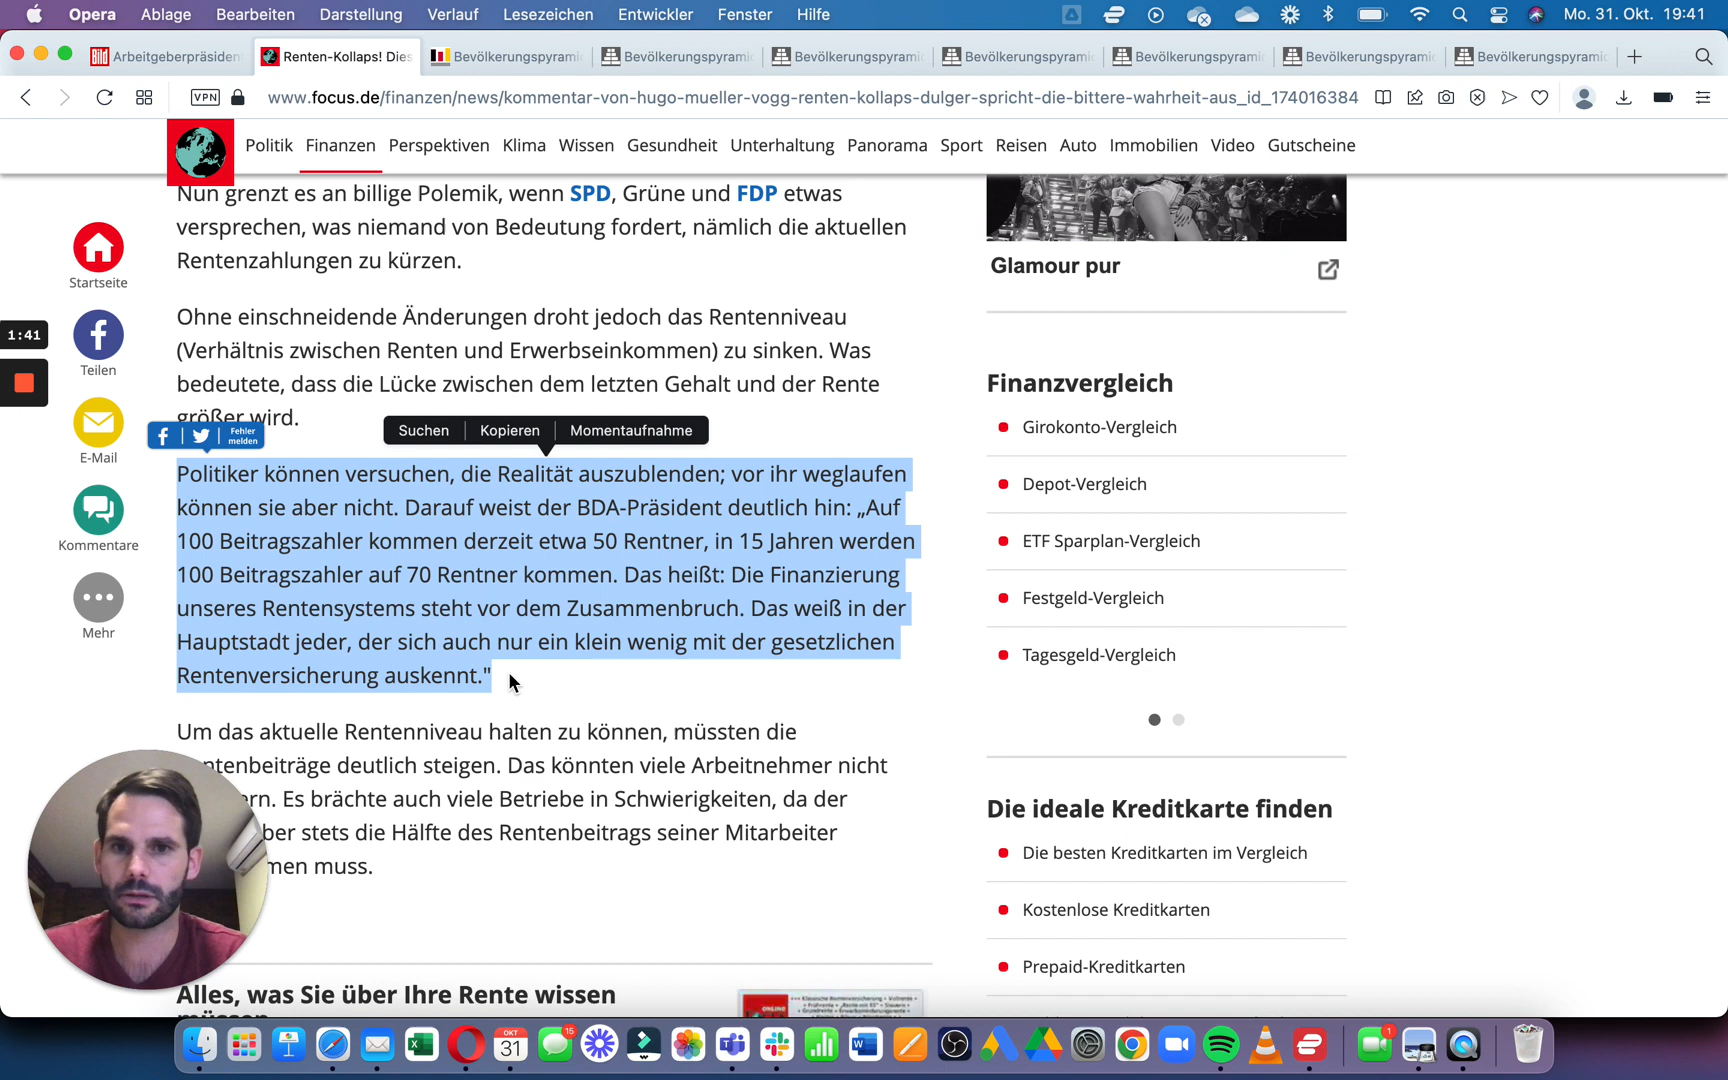 Opera Ablage Bearbeiten Darstellung Verlauf Lesezeichen Entwickler Fenster Hilfe Mo. 31. Okt. 19:41
Bild Arbeitgeberpräsiden Renten-Kollaps! Dies Bevölkerungspyrami Bevölkerungspyrami Bevölkerungspyrami Bevölkerungspyrami Bevölkerungspyrami Bevölkerungspyrami Bevölkerungspyrami
VPN www.focus.de/finanzen/news/kommentar-von-hugo-mueller-vogg-renten-kollaps-dulger-spricht-die-bittere-wahrheit-aus_id_174016384
Politik Finanzen Perspektiven Klima Wissen Gesundheit Unterhaltung Panorama Sport Reisen Auto Immobilien Video Gutscheine
Nun grenzt es an billige Polemik, wenn SPD, Grüne und FDP etwas
versprechen, was niemand von Bedeutung fordert, nämlich die aktuellen
Rentenzahlungen zu kürzen.
Ohne einschneidende Änderungen droht jedoch das Rentenniveau
(Verhältnis zwischen Renten und Erwerbseinkommen) zu sinken. Was
bedeutete, dass die Lücke zwischen dem letzten Gehalt und der Rente
größer wird.
Fehler
melden
Suchen Kopieren Momentaufnahme
Politiker können versuchen, die Realität auszublenden; vor ihr weglaufen
können sie aber nicht. Darauf weist der BDA-Präsident deutlich hin: „Auf
100 Beitragszahler kommen derzeit etwa 50 Rentner, in 15 Jahren werden
100 Beitragszahler auf 70 Rentner kommen. Das heißt: Die Finanzierung
unseres Rentensystems steht vor dem Zusammenbruch. Das weiß in der
Hauptstadt jeder, der sich auch nur ein klein wenig mit der gesetzlichen
Rentenversicherung auskennt."
Um das aktuelle Rentenniveau halten zu können, müssten die
ntenbeiträge deutlich steigen. Das könnten viele Arbeitnehmer nicht
ern. Es brächte auch viele Betriebe in Schwierigkeiten, da der
ber stets die Hälfte des Rentenbeitrags seiner Mitarbeiter
men muss.
Alles, was Sie über Ihre Rente wissen
müssen
Startseite
1:41
Teilen
E-Mail
Kommentare
Mehr
Glamour pur
Finanzvergleich
Girokonto-Vergleich
Depot-Vergleich
ETF Sparplan-Vergleich
Festgeld-Vergleich
Tagesgeld-Vergleich
Die ideale Kreditkarte finden
Die besten Kreditkarten im Vergleich
Kostenlose Kreditkarten
Prepaid-Kreditkarten
OKT
31
15
1